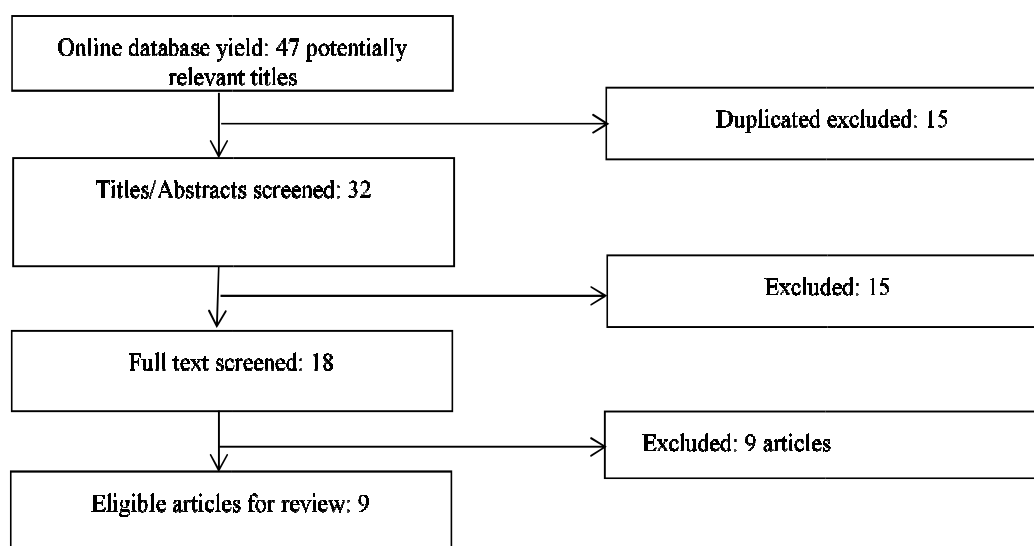 Online database yield: 47 potentially
relevant titles
Duplicated excluded: 15
Titles/Abstracts screened: 32
Excluded: 15
Full text screened: 18
Excluded: 9 articles
Eligible articles for review: 9